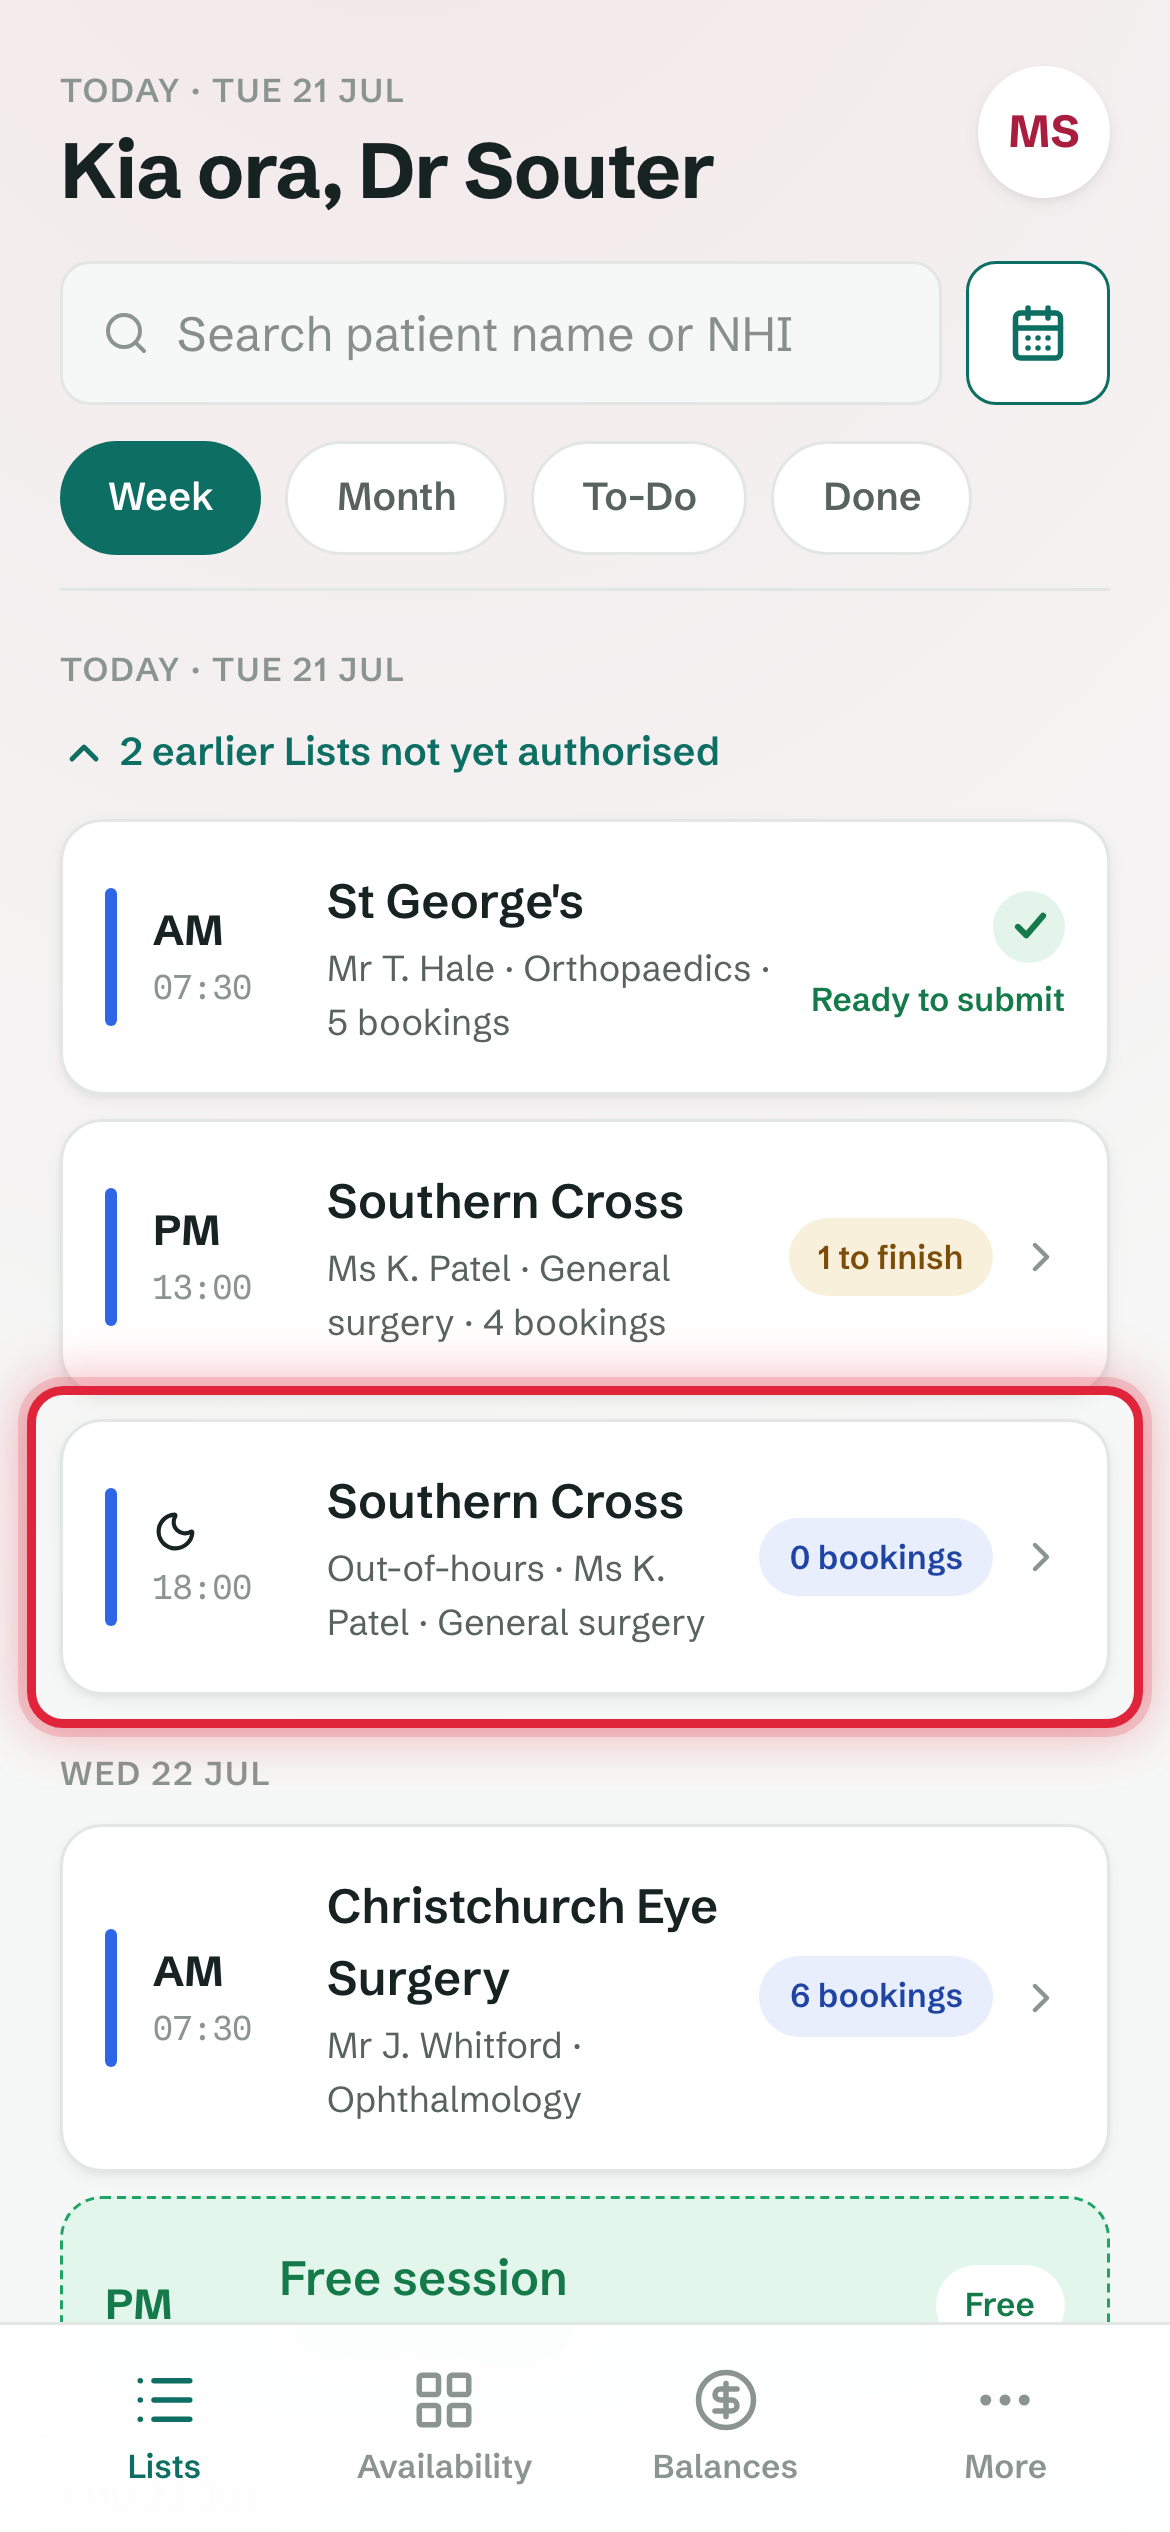 TODAY · TUE 21 JUL
Kia ora, Dr Souter
MS
Search patient name or NHI
Week
Month
To-Do
Done
TODAY · TUE 21 JUL
2 earlier Lists not yet authorised
AM
07:30
St George's
Mr T. Hale · Orthopaedics ·
5 bookings
Ready to submit
PM
13:00
Southern Cross
Ms K. Patel · General
surgery · 4 bookings
1 to finish
18:00
Southern Cross
Out-of-hours · Ms K.
Patel · General surgery
0 bookings
WED 22 JUL
AM
07:30
Christchurch Eye
Surgery
Mr J. Whitford ·
Ophthalmology
6 bookings
PM
Free session
Free
Lists
Availability
Balances
More